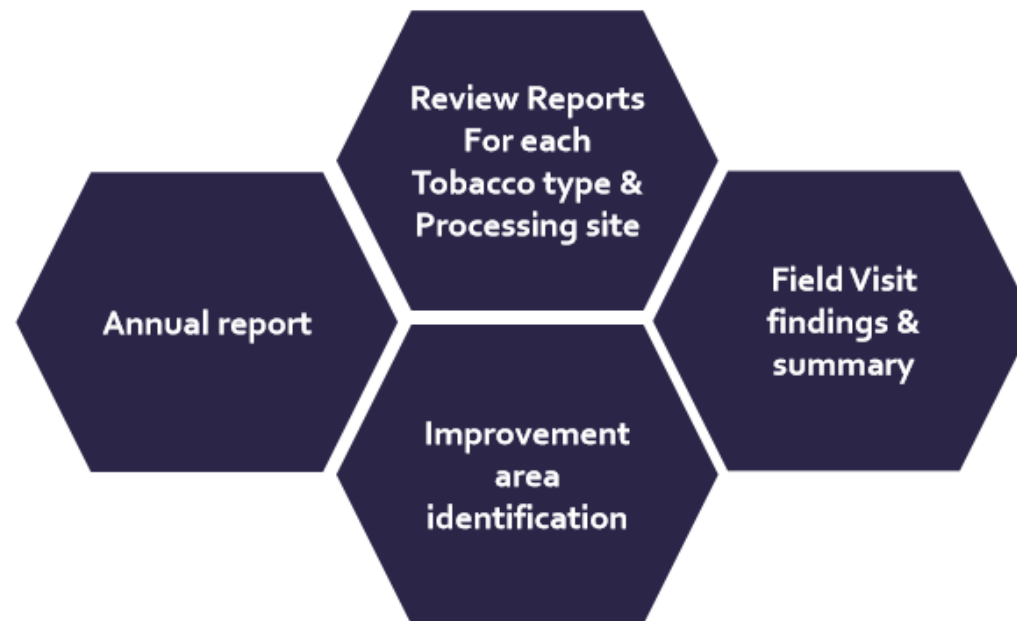 Review Reports
For each
Tobacco type &
Processing site
Annual report
Field Visit
findings &
summary
Improvement
area
identification